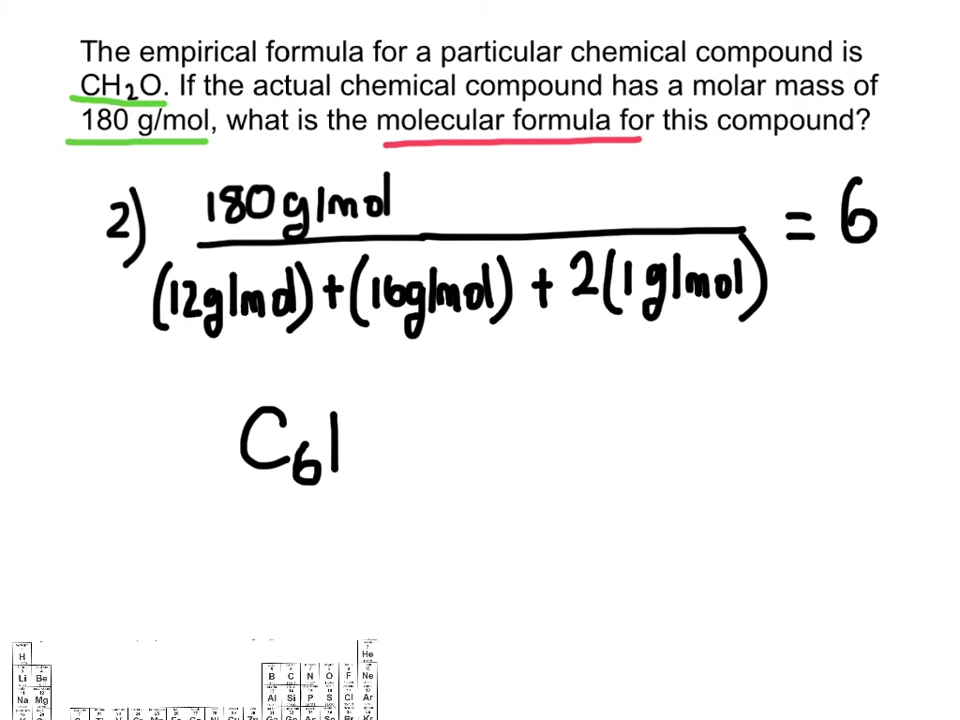 The empirical formula for a particular chemical compound is
CH₂O. If the actual chemical compound has a molar mass of
180 g/mol, what is the molecular formula for this compound?
2) 180 g/mol
= 6
(12 g/mol) + (16 g/mol) + 2 (1 g/mol)
C₆l
H He
Li Be B C N O F Ne
Na Mg Al Si P S Cl Ar